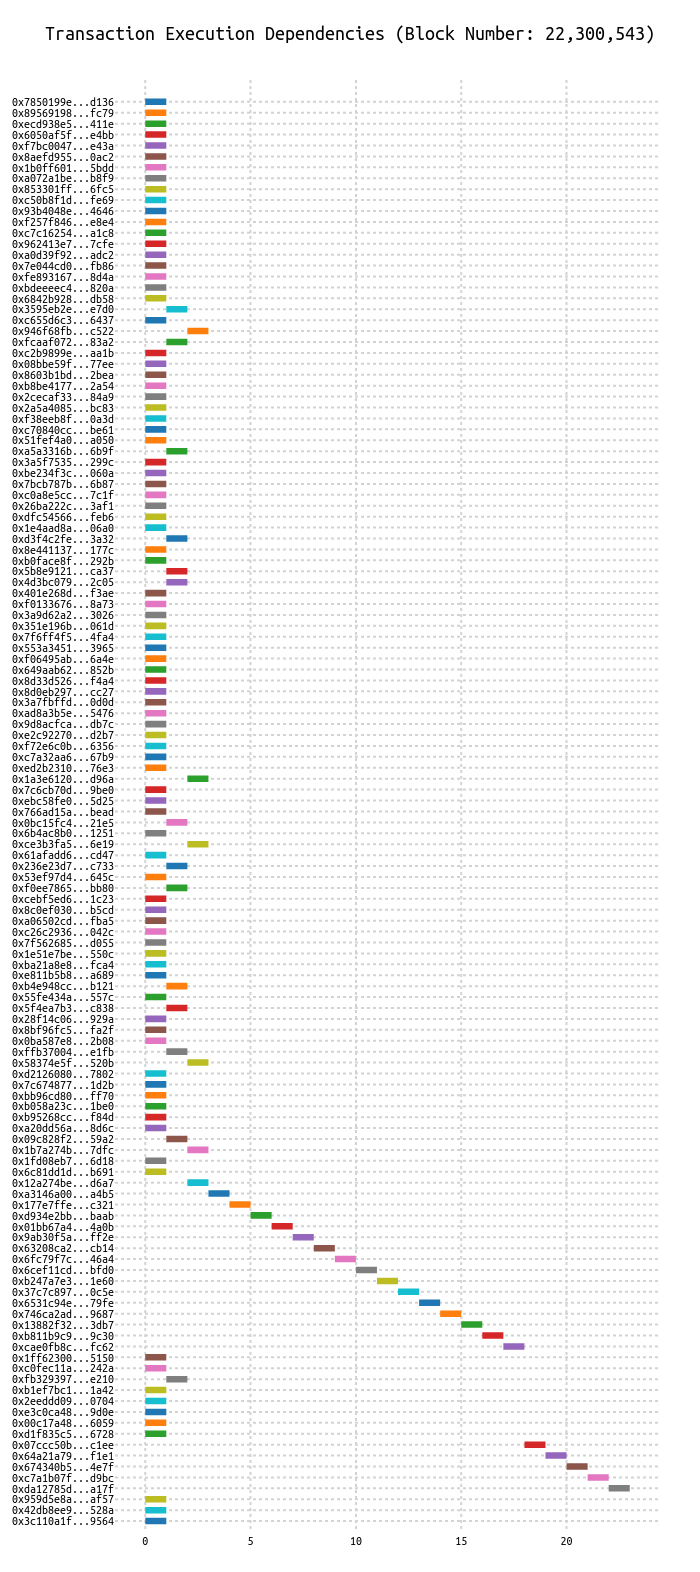 Transaction Execution Dependencies (Block Number: 22,300,543)
0x7850199e...d136
0x89569198...fc79
0xecd938e5...411e
0x6050af5f...e4bb
0xf7bc0047...e43a
0x8aefd955...0ac2
0x1b0ff601...5bdd
0xa072a1be...b8f9
0x853301ff...6fc5
0xc50b8f1d...fe69
0x93b4048e...4646
0xf257f846...e8e4
0xc7c16254...a1c8
0x962413e7...7cfe
0xa0d39f92...adc2
0x7e044cd0...fb86
0xfe893167...8d4a
0xbdeeeec4...820a
0x6842b928...db58
0x3595eb2e...e7d0
0xc655d6c3...6437
0x946f68fb...c522
0xfcaaf072...83a2
0xc2b9899e...aa1b
0x08bbe59f...77ee
0x8603b1bd...2bea
0xb8be4177...2a54
0x2cecaf33...84a9
0x2a5a4085...bc83
0xf38eeb8f...0a3d
0xc70840cc...be61
0x51fef4a0...a050
0xa5a3316b...6b9f
0x3a5f7535...299c
0xbe234f3c...060a
0x7bcb787b...6b87
0xc0a8e5cc...7c1f
0x26ba222c...3af1
0xdfc54566...feb6
0x1e4aad8a...06a0
0xd3f4c2fe...3a32
0x8e441137...177c
0xb0face8f...292b
0x5b8e9121...ca37
0x4d3bc079...2c05
0x401e268d...f3ae
0xf0133676...8a73
0x3a9d62a2...3026
0x351e196b...061d
0x7f6ff4f5...4fa4
0x553a3451...3965
0xf06495ab...6a4e
0x649aab62...852b
0x8d33d526...f4a4
0x8d0eb297...cc27
0x3a7fbffd...0d0d
0xad8a3b5e...5476
0x9d8acfca...db7c
0xe2c92270...d2b7
0xf72e6c0b...6356
0xc7a32aa6...67b9
0xed2b2310...76e3
0x1a3e6120...d96a
0x7c6cb70d...9be0
0xebc58fe0...5d25
0x766ad15a...bead
0x0bc15fc4...21e5
0x6b4ac8b0...1251
0xce3b3fa5...6e19
0x61afadd6...cd47
0x236e23d7...c733
0x53ef97d4...645c
0xf0ee7865...bb80
0xcebf5ed6...1c23
0x8c0ef030...b5cd
0xa06502cd...fba5
0xc26c2936...042c
0x7f562685...d055
0x1e51e7be...550c
0xba21a8e8...fca4
0xe811b5b8...a689
0xb4e948cc...b121
0x55fe434a...557c
0x5f4ea7b3...c838
0x28f14c06...929a
0x8bf96fc5...fa2f
0x0ba587e8...2b08
0xffb37004...e1fb
0x58374e5f...520b
0xd2126080...7802
0x7c674877...1d2b
0xbb96cd80...ff70
0xb058a23c...1be0
0xb95268cc...f84d
0xa20dd56a...8d6c
0x09c828f2...59a2
0x1b7a274b...7dfc
0x1fd08eb7...6d18
0x6c81dd1d...b691
0x12a274be...d6a7
0xa3146a00...a4b5
0x177e7ffe...c321
0xd934e2bb...baab
0x01bb67a4...4a0b
0x9ab30f5a...ff2e
0x63208ca2...cb14
0x6fc79f7c...46a4
0x6cef11cd...bfd0
0xb247a7e3...1e60
0x37c7c897...0c5e
0x6531c94e...79fe
0x746ca2ad...9687
0x13882f32...3db7
0xb811b9c9...9c30
0xcae0fb8c...fc62
0x1ff62300...5150
0xc0fec11a...242a
0xfb329397...e210
0xb1ef7bc1...1a42
0x2eeddd09...0704
0xe3c0ca48...9d0e
0x00c17a48...6059
0xd1f835c5...6728
0x07ccc50b...c1ee
0x64a21a79...f1e1
0x674340b5...4e7f
0xc7a1b07f...d9bc
0xda12785d...a17f
0x959d5e8a...af57
0x42db8ee9...528a
0x3c110a1f...9564
0 5 10 15 20